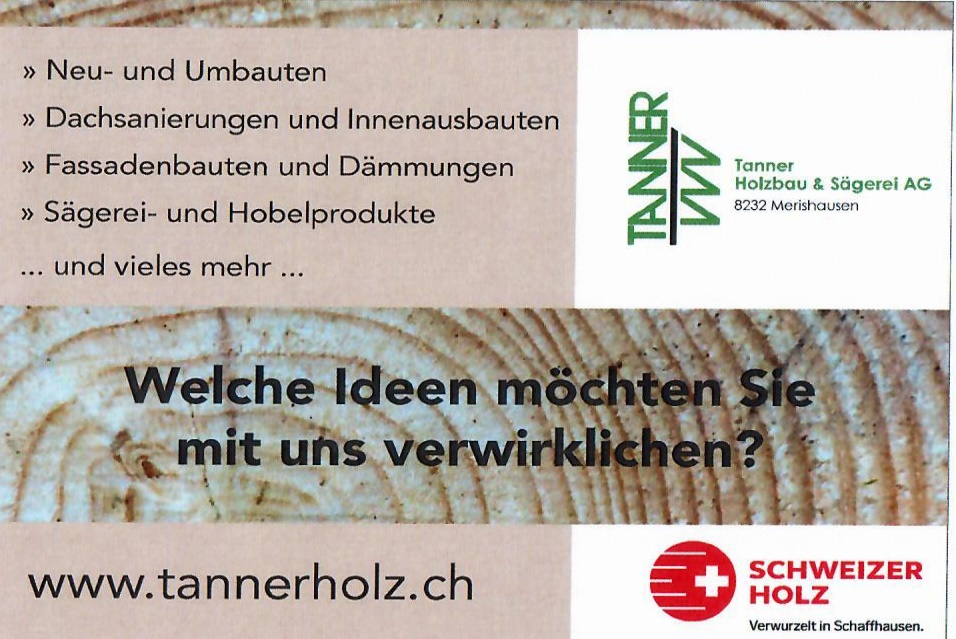 » Neu- und Umbauten
» Dachsanierungen und Innenausbauten
» Fassadenbauten und Dämmungen
» Sägerei- und Hobelprodukte
... und vieles mehr ...
TANNER
Tanner
Holzbau & Sägerei AG
8232 Merishausen
Welche Ideen möchten Sie
mit uns verwirklichen?
www.tannerholz.ch
SCHWEIZER
HOLZ
Verwurzelt in Schaffhausen.